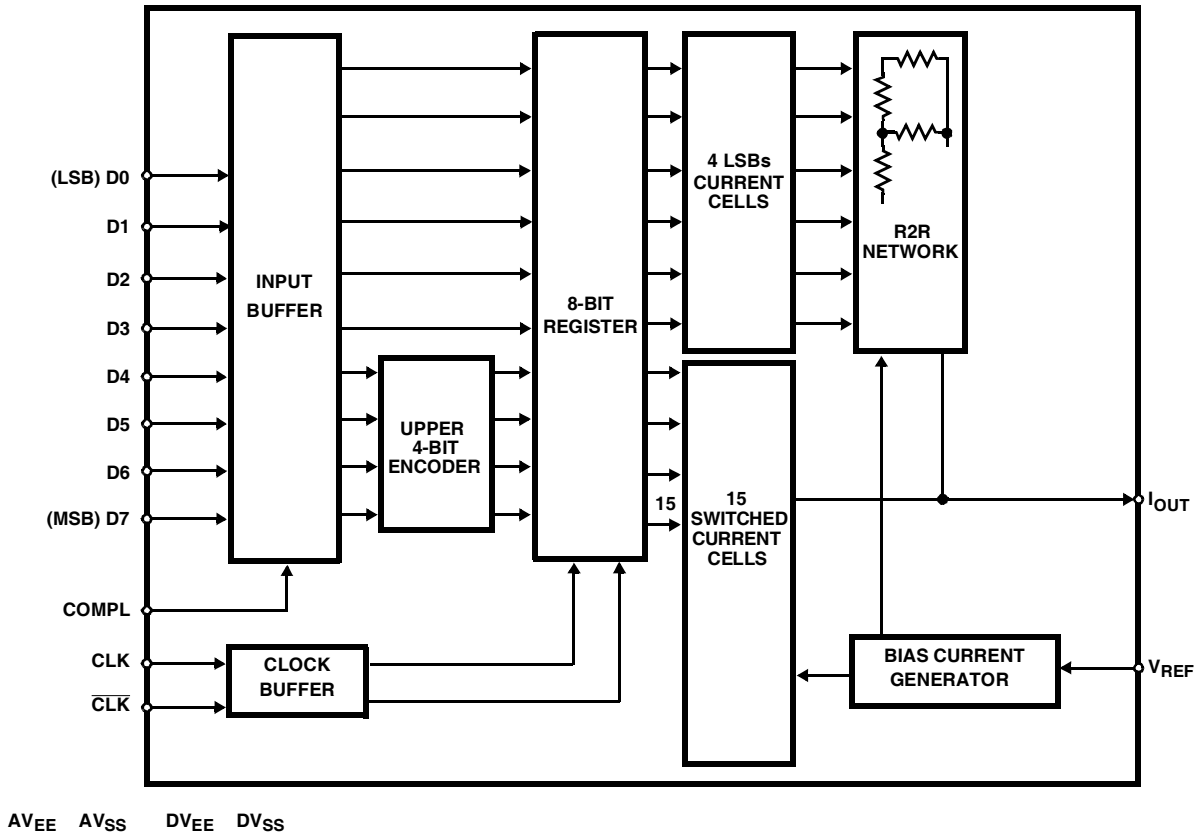 (LSB) D0
D1
D2
D3
D4
D5
D6
(MSB) D7
COMPL
CLK
CLK
INPUT
BUFFER
UPPER
4-BIT
ENCODER
CLOCK
BUFFER
8-BIT
REGISTER
15
4 LSBs
CURRENT
CELLS
15
SWITCHED
CURRENT
CELLS
R2R
NETWORK
BIAS CURRENT
GENERATOR
IOUT
VREF
AVEE AVSS DVEE DVSS